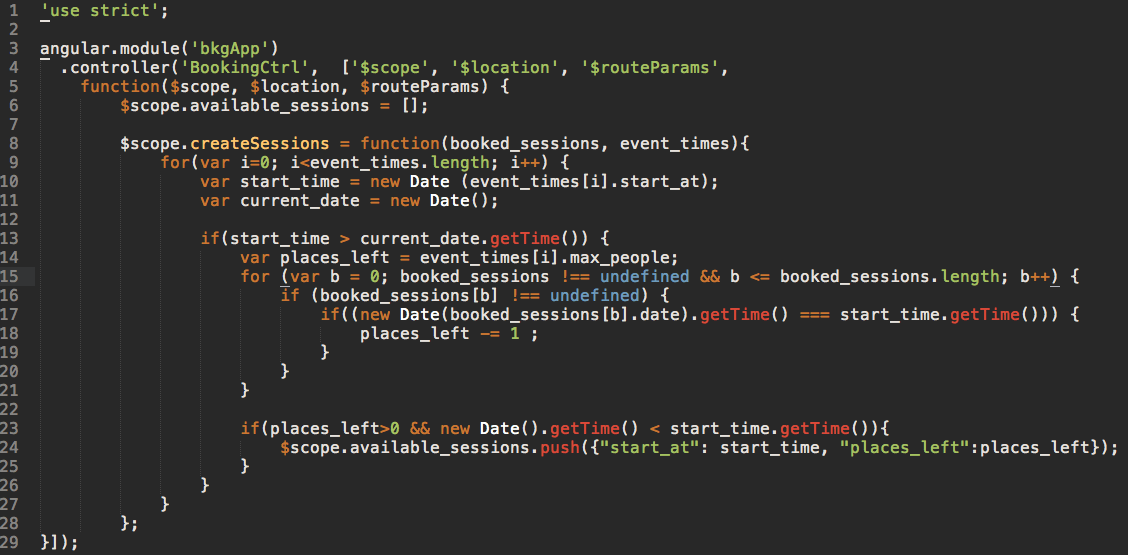 1 'use strict';
2
3 angular.module('bkgApp')
4   .controller('BookingCtrl',  ['$scope', '$location', '$routeParams',
5     function($scope, $location, $routeParams) {
6         $scope.available_sessions = [];
7
8         $scope.createSessions = function(booked_sessions, event_times){
9             for(var i=0; i<event_times.length; i++) {
10                 var start_time = new Date (event_times[i].start_at);
11                 var current_date = new Date();
12
13                 if(start_time > current_date.getTime()) {
14                     var places_left = event_times[i].max_people;
15                     for (var b = 0; booked_sessions !== undefined && b <= booked_sessions.length; b++) {
16                         if (booked_sessions[b] !== undefined) {
17                             if((new Date(booked_sessions[b].date).getTime() === start_time.getTime())) {
18                                 places_left -= 1 ;
19                             }
20                         }
21                     }
22
23                     if(places_left>0 && new Date().getTime() < start_time.getTime()){
24                         $scope.available_sessions.push({"start_at": start_time, "places_left":places_left});
25                     }
26                 }
27             }
28         };
29 }]);